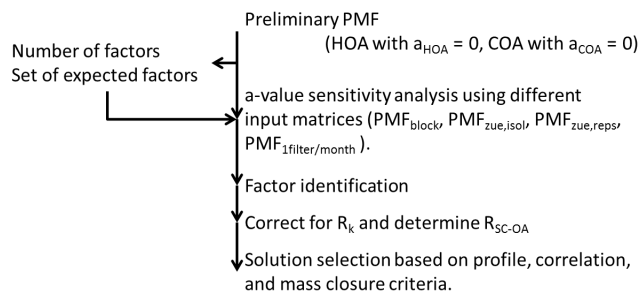 Preliminary PMF
(HOA with aHOA = 0, COA with aCOA = 0)
Number of factors
Set of expected factors
a-value sensitivity analysis using different
input matrices (PMFblock, PMFzue,isol, PMFzue,reps,
PMF1filter/month ).
Factor identification
Correct for Rk and determine RSC-OA
Solution selection based on profile, correlation,
and mass closure criteria.